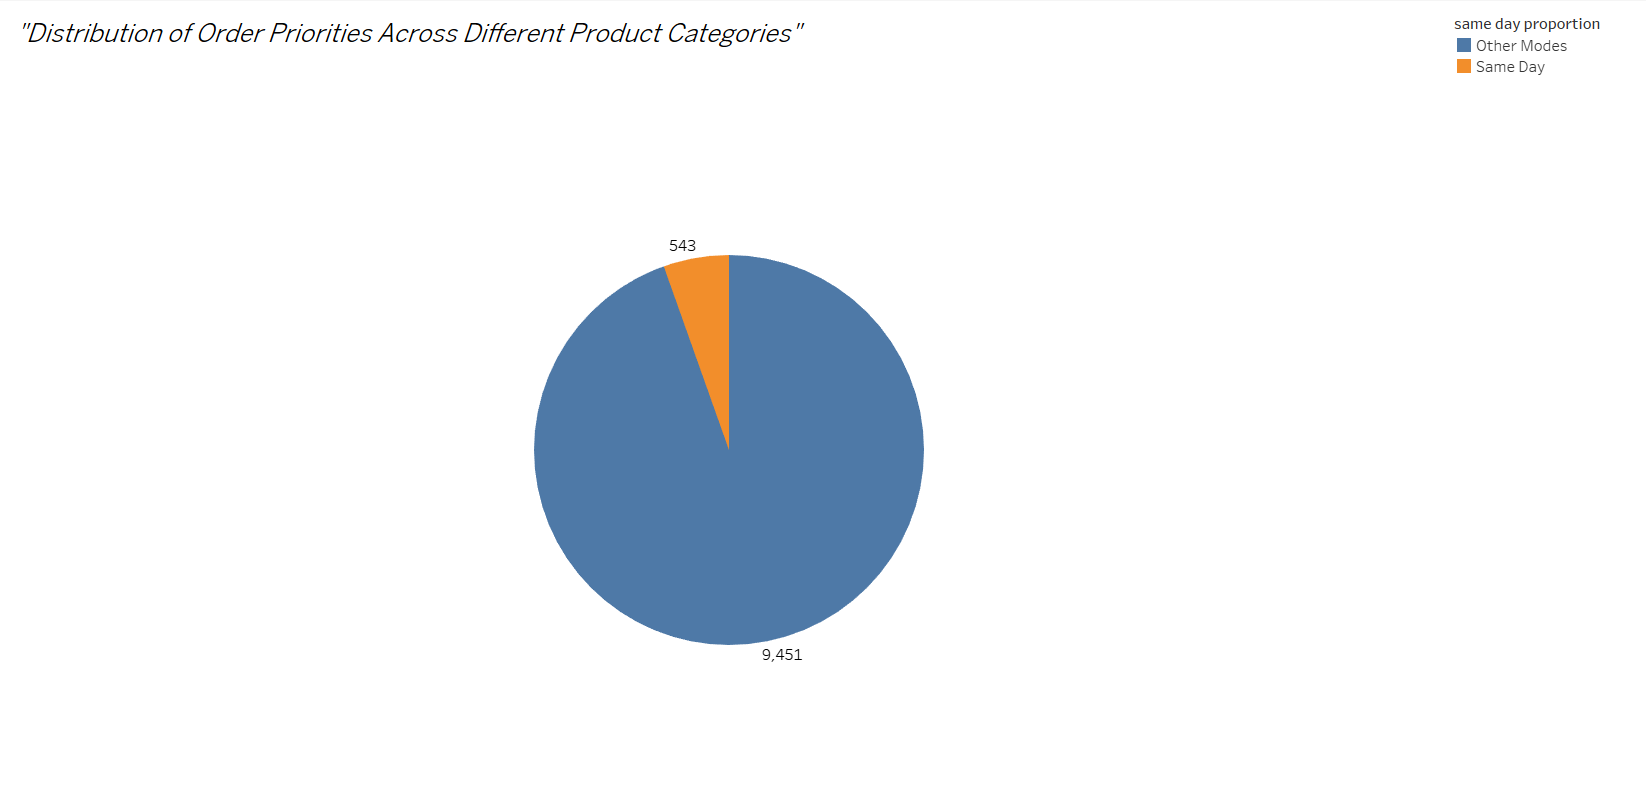 "Distribution of Order Priorities Across Different Product Categories"
same day proportion
Other Modes
Same Day
543
9,451